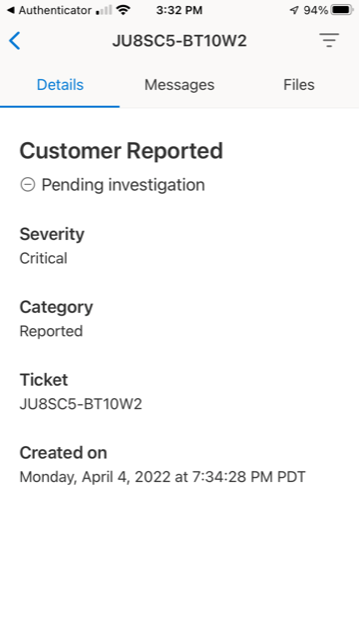 Authenticator 3:32 PM 94%
JU8SC5-BT10W2
Details Messages Files
Customer Reported
Pending investigation
Severity
Critical
Category
Reported
Ticket
JU8SC5-BT10W2
Created on
Monday, April 4, 2022 at 7:34:28 PM PDT